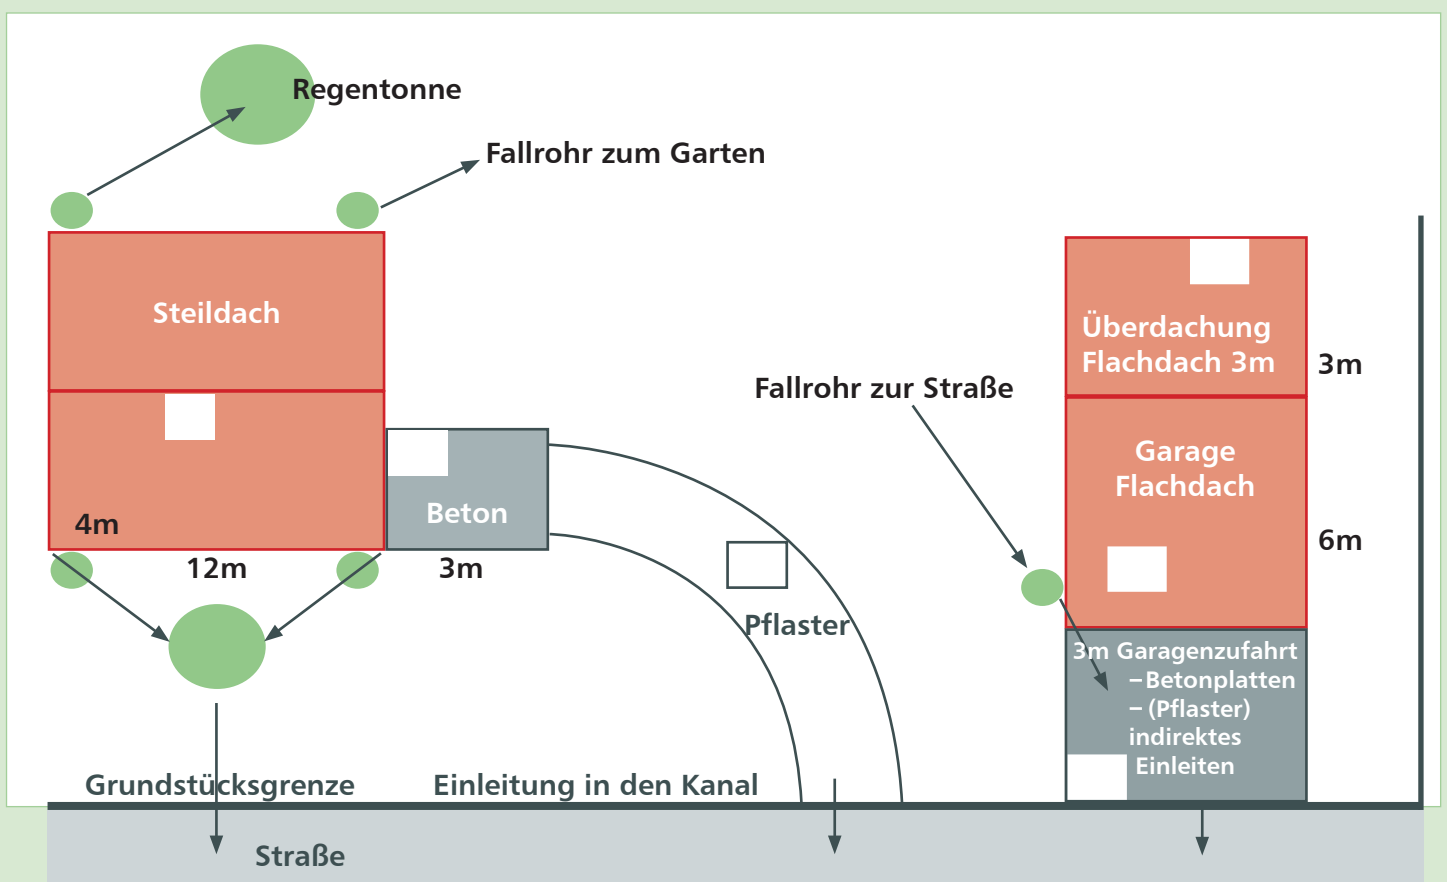 Regentonne
Fallrohr zum Garten
Steildach
4m
12m
Beton
3m
Pflaster
Fallrohr zur Straße
Überdachung
Flachdach 3m
3m
Garage
Flachdach
6m
3m Garagenzufahrt
– Betonplatten
– (Pflaster)
indirektes
Einleiten
Grundstücksgrenze
Einleitung in den Kanal
Straße